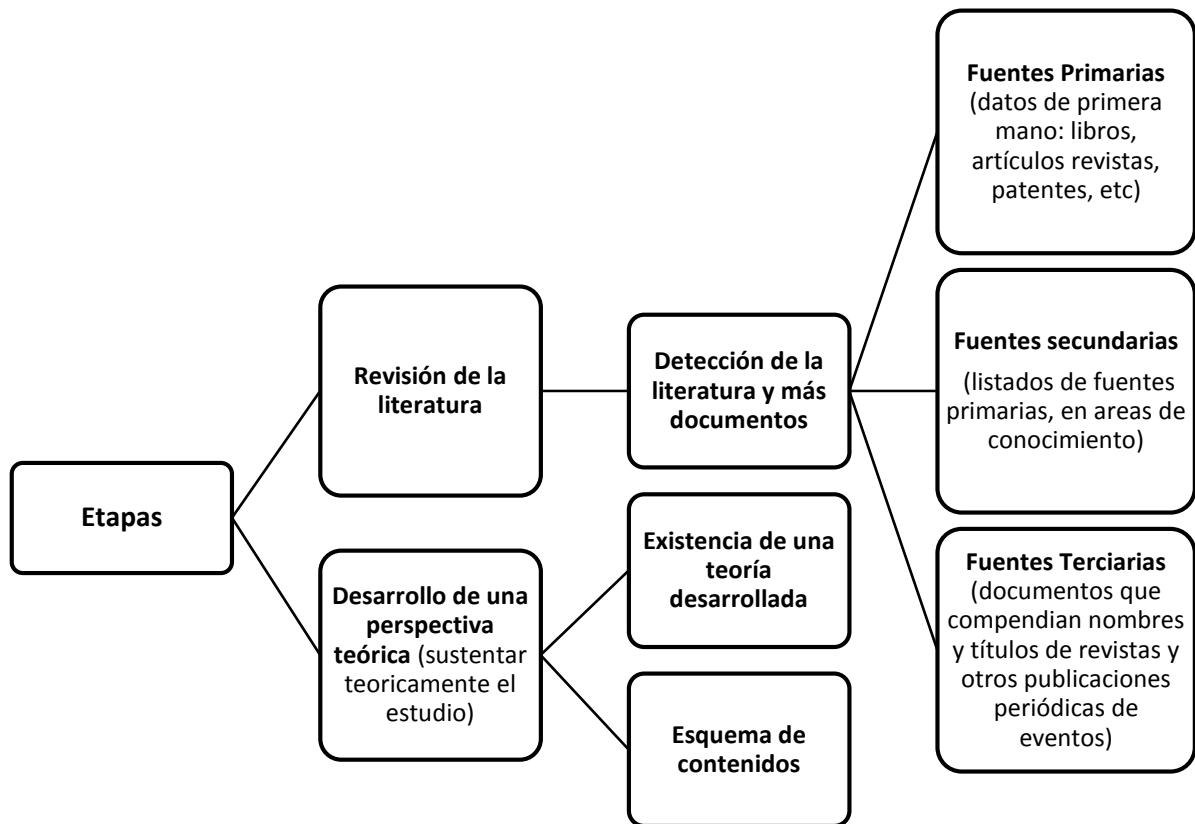 Etapas
Revisión de la
literatura
Detección de la
literatura y más
documentos
Fuentes Primarias
(datos de primera
mano: libros,
artículos revistas,
patentes, etc)
Fuentes secundarias
(listados de fuentes
primarias, en areas de
conocimiento)
Fuentes Terciarias
(documentos que
compendian nombres
y títulos de revistas y
otros publicaciones
periódicas de
eventos)
Desarrollo de una
perspectiva
teórica (sustentar
teoricamente el
estudio)
Existencia de una
teoría
desarrollada
Esquema de
contenidos